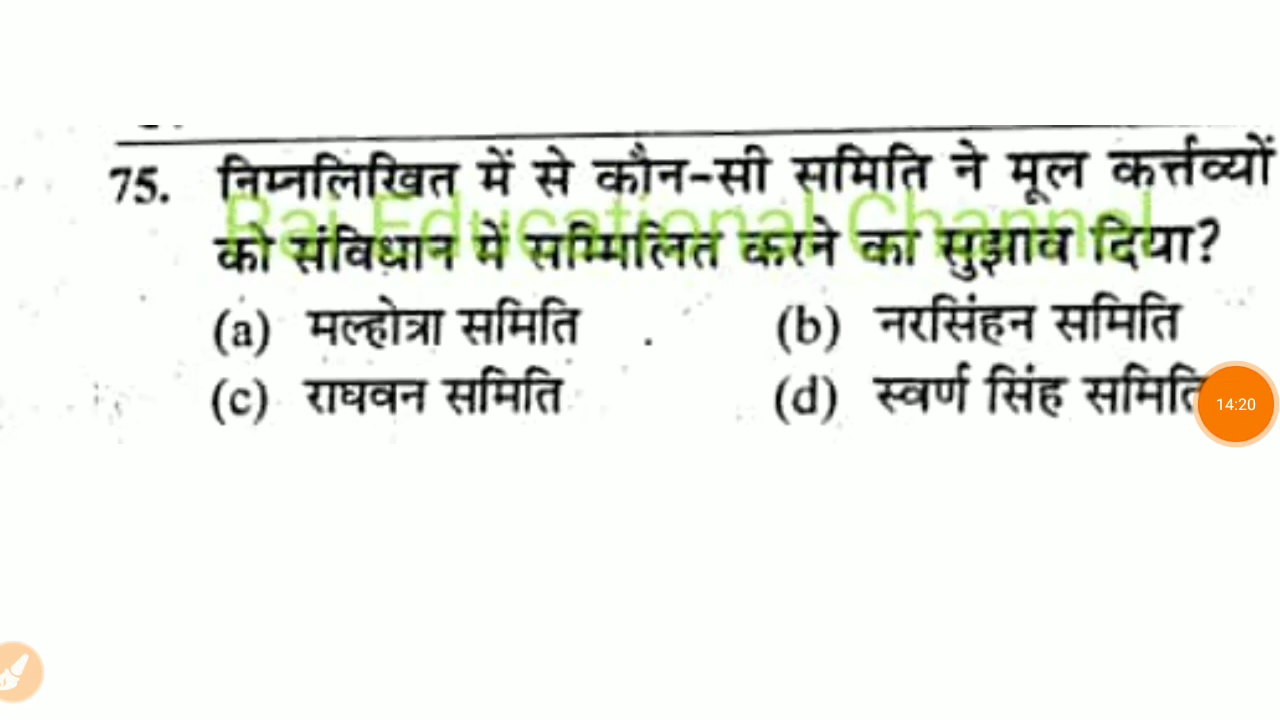 75. निम्नलिखित में से कौन-सी समिति ने मूल कर्त्तव्यों
Raj Educational Channel
को संविधान में सम्मिलित करने का सुझाव दिया?
(a) मल्होत्रा समिति (b) नरसिंहन समिति
(c) राघवन समिति (d) स्वर्ण सिंह समिति
14:20